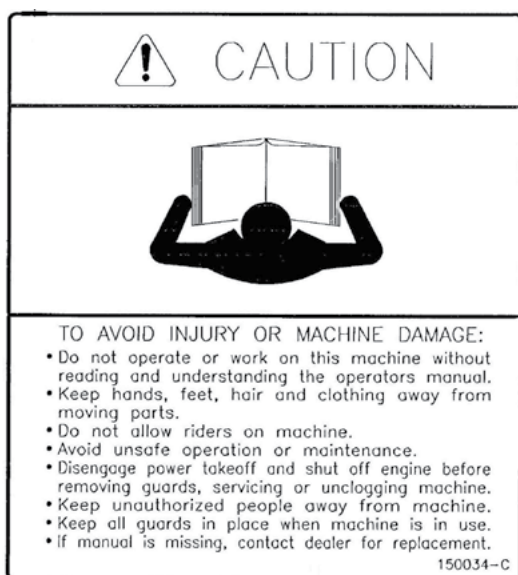 CAUTION
TO AVOID INJURY OR MACHINE DAMAGE:
• Do not operate or work on this machine without
reading and understanding the operators manual.
• Keep hands, feet, hair and clothing away from
moving parts.
• Do not allow riders on machine.
• Avoid unsafe operation or maintenance.
• Disengage power takeoff and shut off engine before
removing guards, servicing or unclogging machine.
• Keep unauthorized people away from machine.
• Keep all guards in place when machine is in use.
• If manual is missing, contact dealer for replacement.
150034-C